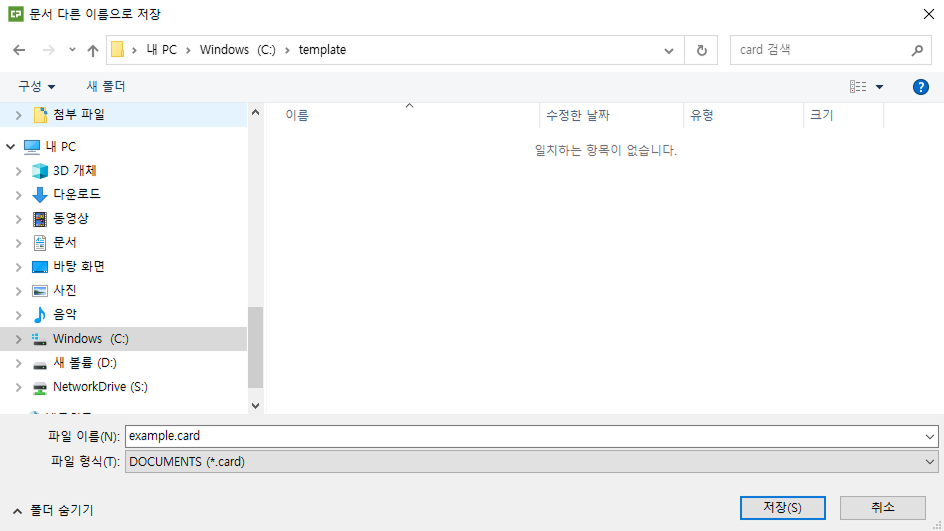 문서 다른 이름으로 저장
내 PC > Windows (C:) > template
card 검색
구성
새 폴더
첨부 파일
내 PC
3D 개체
다운로드
동영상
문서
바탕 화면
사진
음악
Windows (C:)
새 볼륨 (D:)
NetworkDrive (S:)
이름
수정한 날짜
유형
크기
일치하는 항목이 없습니다.
파일 이름(N):
example.card
파일 형식(T):
DOCUMENTS (*.card)
폴더 숨기기
저장(S)
취소